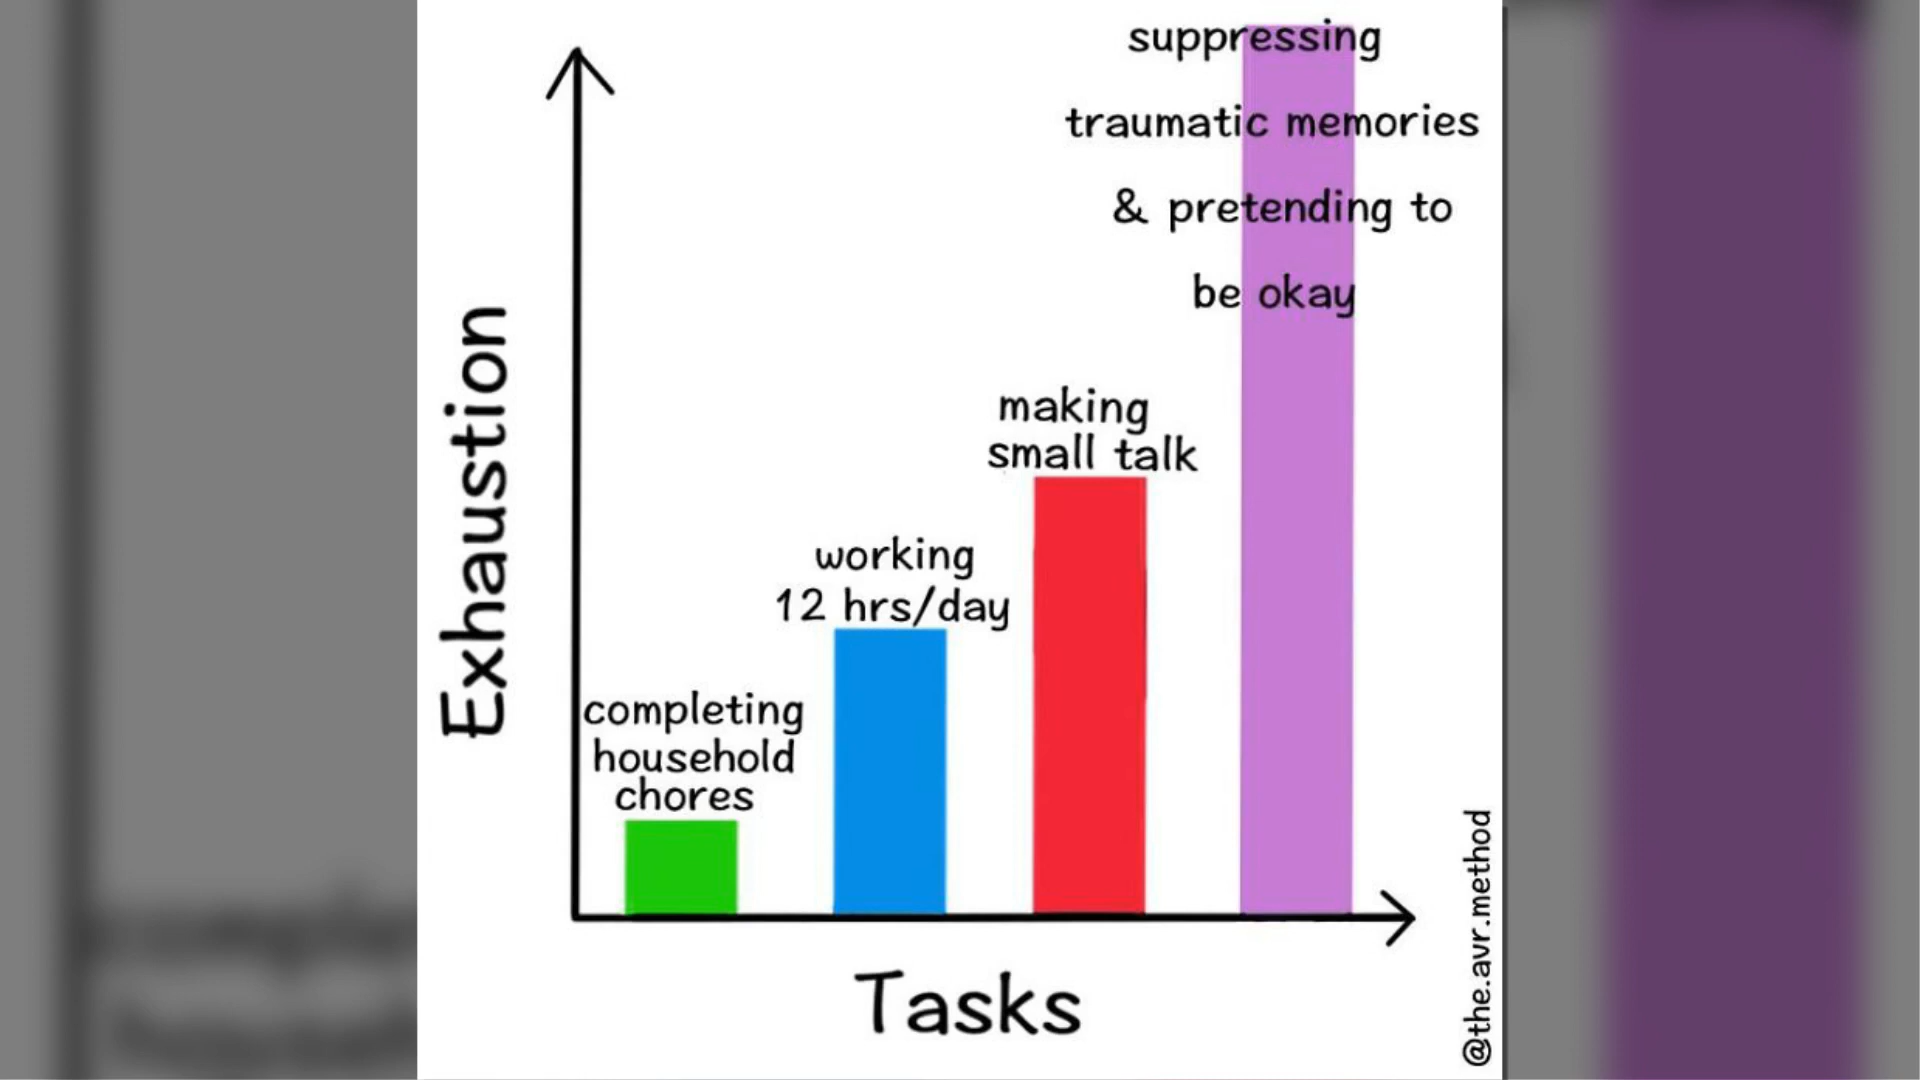 suppressing
traumatic memories
& pretending to
be okay
making
small talk
working
12 hrs/day
completing
household
chores
Exhaustion
Tasks
@the.avr.method